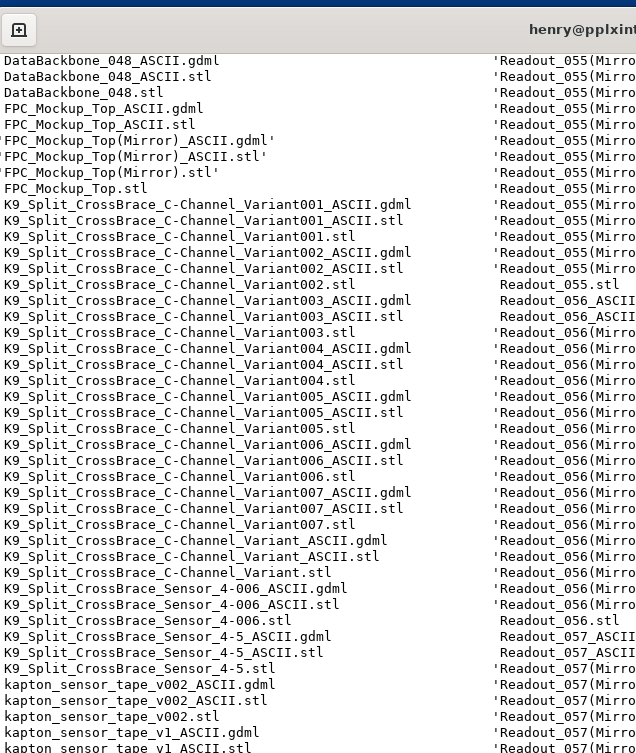 henry@pplxint
DataBackbone_048_ASCII.gdml 'Readout_055(Mirro
DataBackbone_048_ASCII.stl 'Readout_055(Mirro
DataBackbone_048.stl 'Readout_055(Mirro
FPC_Mockup_Top_ASCII.gdml 'Readout_055(Mirro
FPC_Mockup_Top_ASCII.stl 'Readout_055(Mirro
'FPC_Mockup_Top(Mirror)_ASCII.gdml' 'Readout_055(Mirro
'FPC_Mockup_Top(Mirror)_ASCII.stl' 'Readout_055(Mirro
'FPC_Mockup_Top(Mirror).stl' 'Readout_055(Mirro
FPC_Mockup_Top.stl 'Readout_055(Mirro
K9_Split_CrossBrace_C-Channel_Variant001_ASCII.gdml 'Readout_055(Mirro
K9_Split_CrossBrace_C-Channel_Variant001_ASCII.stl 'Readout_055(Mirro
K9_Split_CrossBrace_C-Channel_Variant001.stl 'Readout_055(Mirro
K9_Split_CrossBrace_C-Channel_Variant002_ASCII.gdml 'Readout_055(Mirro
K9_Split_CrossBrace_C-Channel_Variant002_ASCII.stl 'Readout_055(Mirro
K9_Split_CrossBrace_C-Channel_Variant002.stl Readout_055.stl
K9_Split_CrossBrace_C-Channel_Variant003_ASCII.gdml Readout_056_ASCII
K9_Split_CrossBrace_C-Channel_Variant003_ASCII.stl Readout_056_ASCII
K9_Split_CrossBrace_C-Channel_Variant003.stl 'Readout_056(Mirro
K9_Split_CrossBrace_C-Channel_Variant004_ASCII.gdml 'Readout_056(Mirro
K9_Split_CrossBrace_C-Channel_Variant004_ASCII.stl 'Readout_056(Mirro
K9_Split_CrossBrace_C-Channel_Variant004.stl 'Readout_056(Mirro
K9_Split_CrossBrace_C-Channel_Variant005_ASCII.gdml 'Readout_056(Mirro
K9_Split_CrossBrace_C-Channel_Variant005_ASCII.stl 'Readout_056(Mirro
K9_Split_CrossBrace_C-Channel_Variant005.stl 'Readout_056(Mirro
K9_Split_CrossBrace_C-Channel_Variant006_ASCII.gdml 'Readout_056(Mirro
K9_Split_CrossBrace_C-Channel_Variant006_ASCII.stl 'Readout_056(Mirro
K9_Split_CrossBrace_C-Channel_Variant006.stl 'Readout_056(Mirro
K9_Split_CrossBrace_C-Channel_Variant007_ASCII.gdml 'Readout_056(Mirro
K9_Split_CrossBrace_C-Channel_Variant007_ASCII.stl 'Readout_056(Mirro
K9_Split_CrossBrace_C-Channel_Variant007.stl 'Readout_056(Mirro
K9_Split_CrossBrace_C-Channel_Variant_ASCII.gdml 'Readout_056(Mirro
K9_Split_CrossBrace_C-Channel_Variant_ASCII.stl 'Readout_056(Mirro
K9_Split_CrossBrace_C-Channel_Variant.stl 'Readout_056(Mirro
K9_Split_CrossBrace_Sensor_4-006_ASCII.gdml 'Readout_056(Mirro
K9_Split_CrossBrace_Sensor_4-006_ASCII.stl 'Readout_056(Mirro
K9_Split_CrossBrace_Sensor_4-006.stl Readout_056.stl
K9_Split_CrossBrace_Sensor_4-5_ASCII.gdml Readout_057_ASCII
K9_Split_CrossBrace_Sensor_4-5_ASCII.stl Readout_057_ASCII
K9_Split_CrossBrace_Sensor_4-5.stl 'Readout_057(Mirro
kapton_sensor_tape_v002_ASCII.gdml 'Readout_057(Mirro
kapton_sensor_tape_v002_ASCII.stl 'Readout_057(Mirro
kapton_sensor_tape_v002.stl 'Readout_057(Mirro
kapton_sensor_tape_v1_ASCII.gdml 'Readout_057(Mirro
kapton_sensor_tape_v1_ASCII.stl 'Readout_057(Mirro